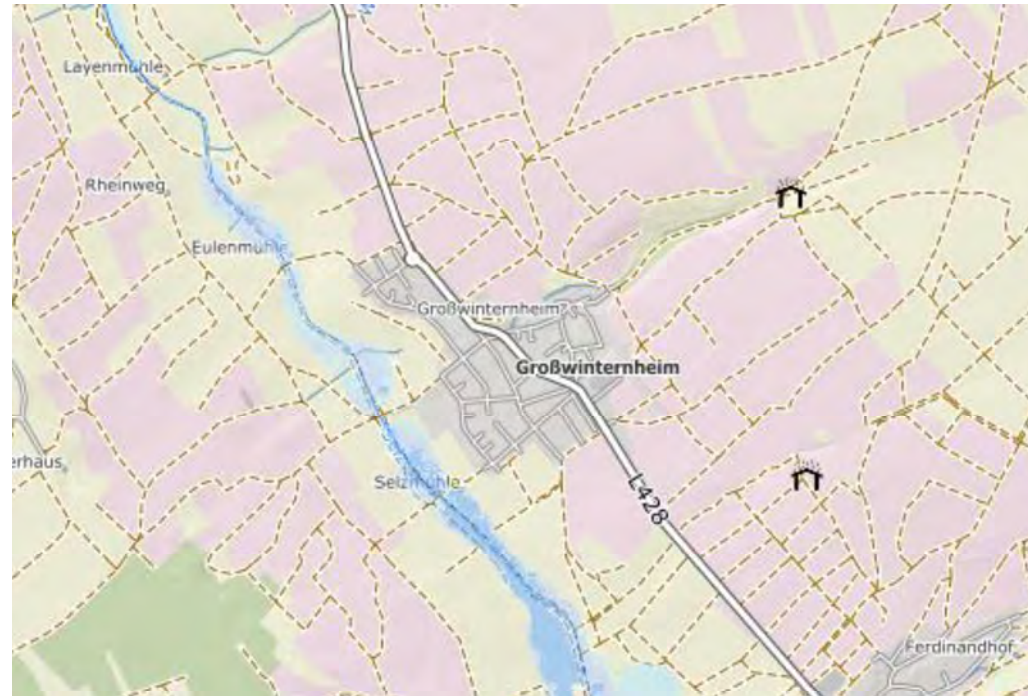 Layenmühle
Rheinweg
Eulenmühle
Großwinternheim
Großwinternheim
erhaus
Selzmühle
L428
Ferdinandhof